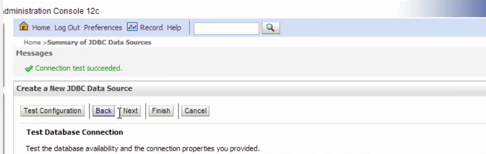 dministration Console 12c
Home Log Out Preferences Record Help
Home >Summary of JDBC Data Sources
Messages
Connection test succeeded.
Create a New JDBC Data Source
Test Configuration Back Next Finish Cancel
Test Database Connection
Test the database availability and the connection properties you provided.